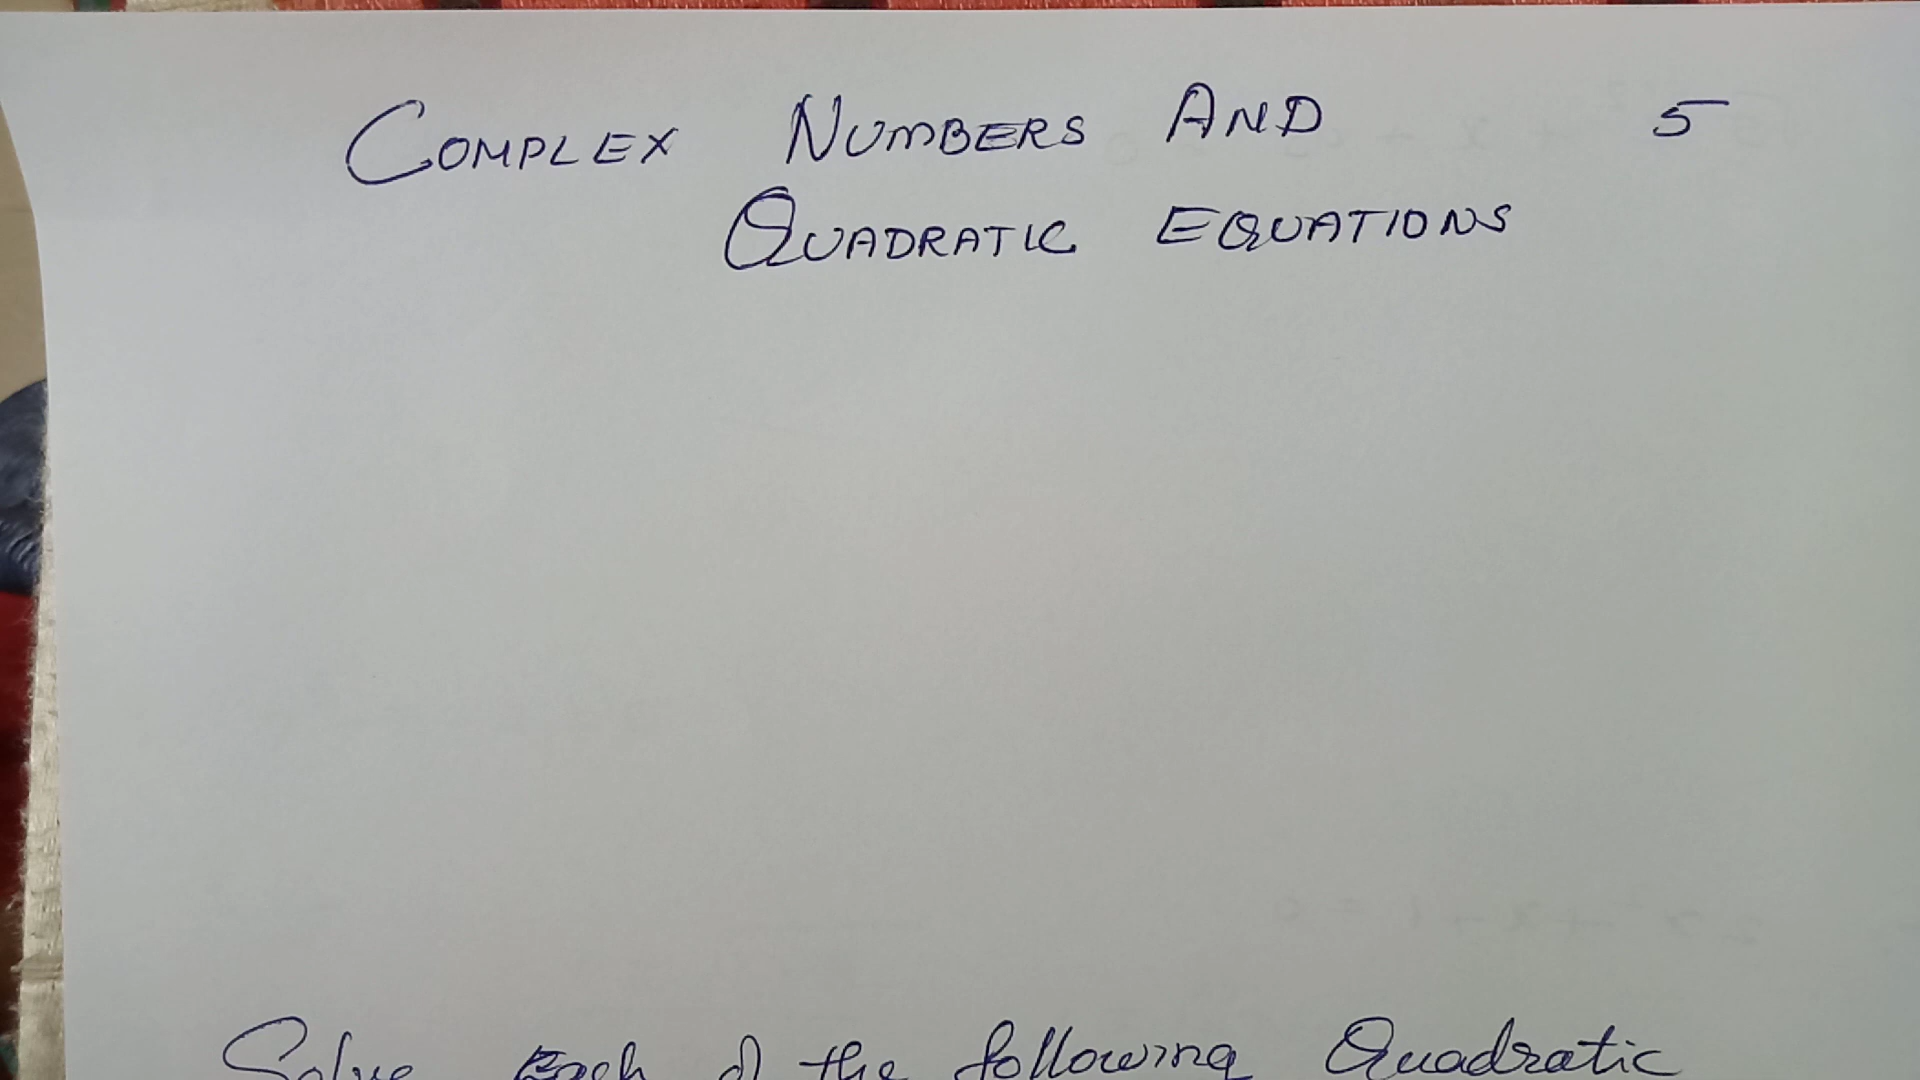 COMPLEX NUMBERS AND 5
QUADRATIC EQUATIONS
Solve Each of the following Quadratic